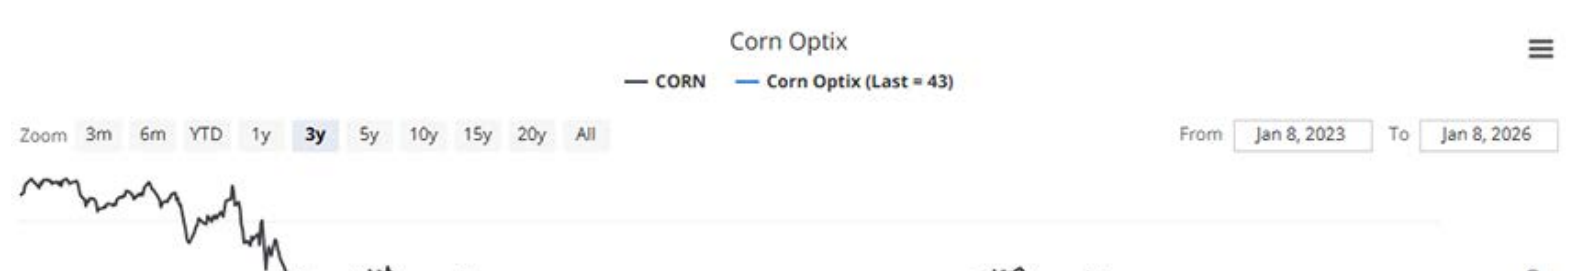 Corn Optix
CORN Corn Optix (Last = 43)
Zoom 3m 6m YTD 1y 3y 5y 10y 15y 20y All From Jan 8, 2023 To Jan 8, 2026